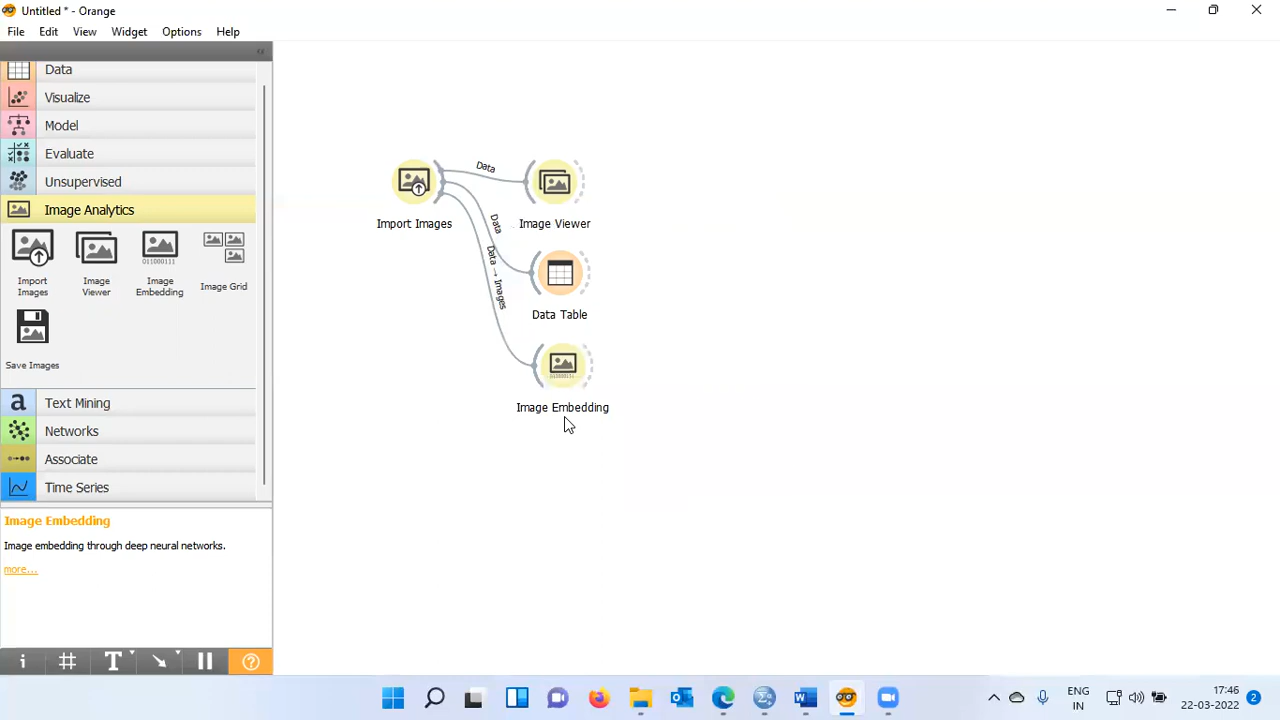 Untitled * - Orange
File Edit View Widget Options Help
Data
Visualize
Model
Evaluate
Unsupervised
Image Analytics
Import Images
Image Viewer
Image Embedding
Image Grid
Save Images
a Text Mining
Networks
Associate
Time Series
Image Embedding
Image embedding through deep neural networks.
more...
Import Images
Data
Image Viewer
Data
Data Table
Data → Images
Image Embedding
ENG
IN
17:46
22-03-2022
2